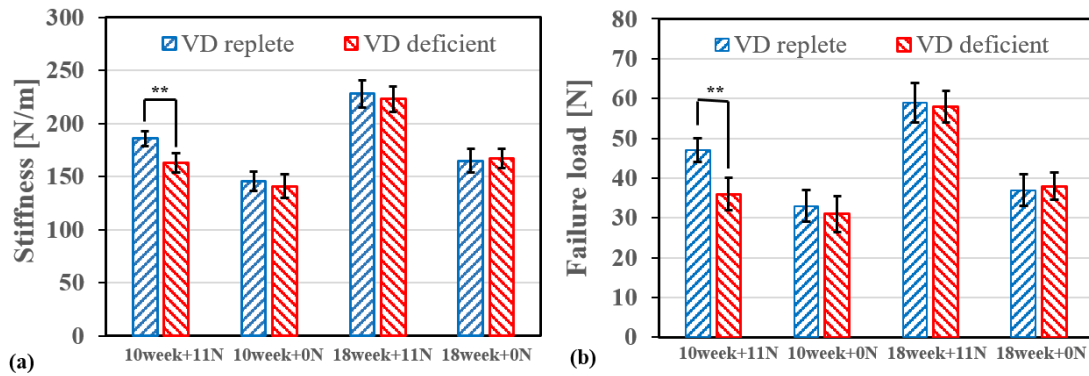 300
250
200
150
100
50
0
Stiffness [N/m]
VD replete
VD deficient
**
10week+11N
10week+0N
18week+11N
18week+0N
(a)
80
70
60
50
40
30
20
10
0
Failure load [N]
VD replete
VD deficient
**
10week+11N
10week+0N
18week+11N
18week+0N
(b)